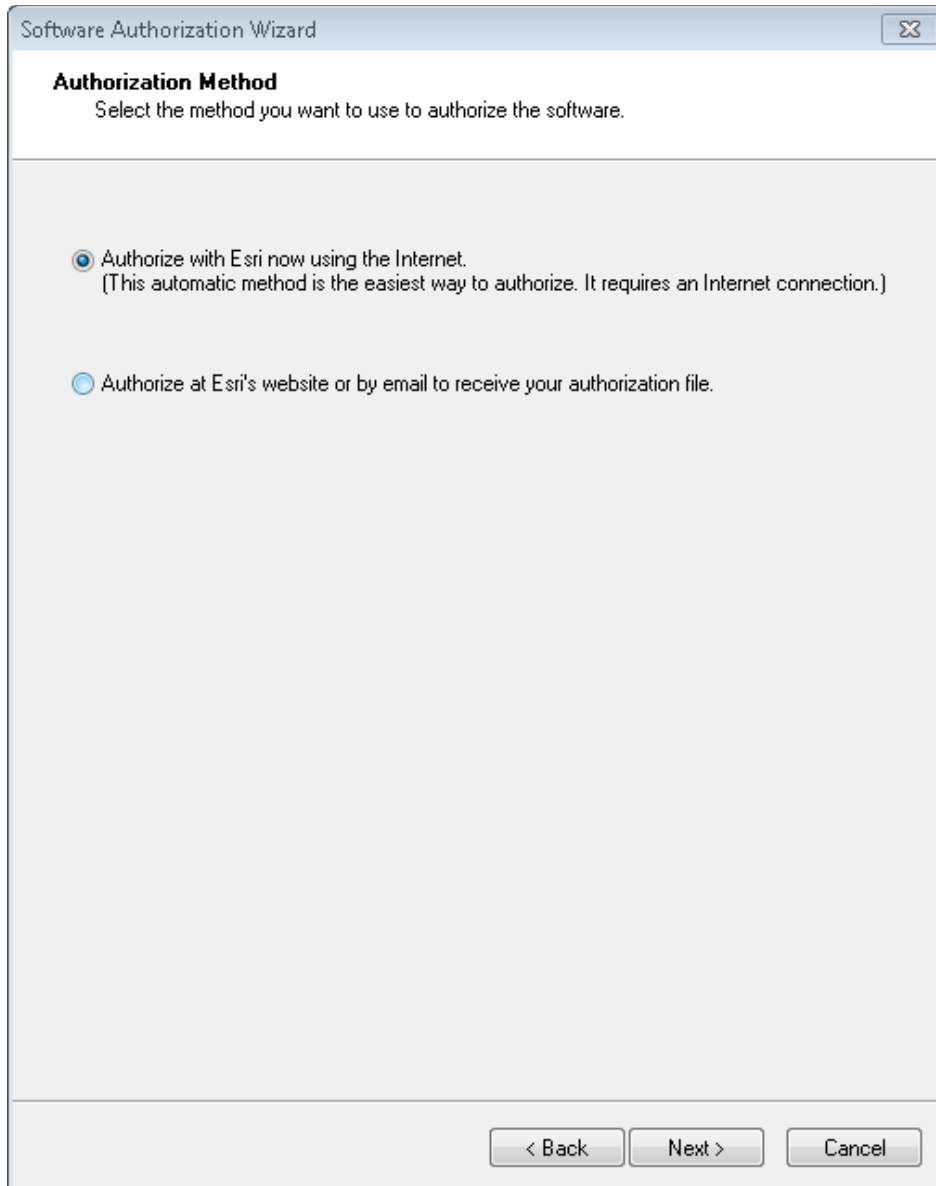 Software Authorization Wizard
Authorization Method
Select the method you want to use to authorize the software.
Authorize with Esri now using the Internet.
(This automatic method is the easiest way to authorize. It requires an Internet connection.)
Authorize at Esri's website or by email to receive your authorization file.
< Back Next > Cancel